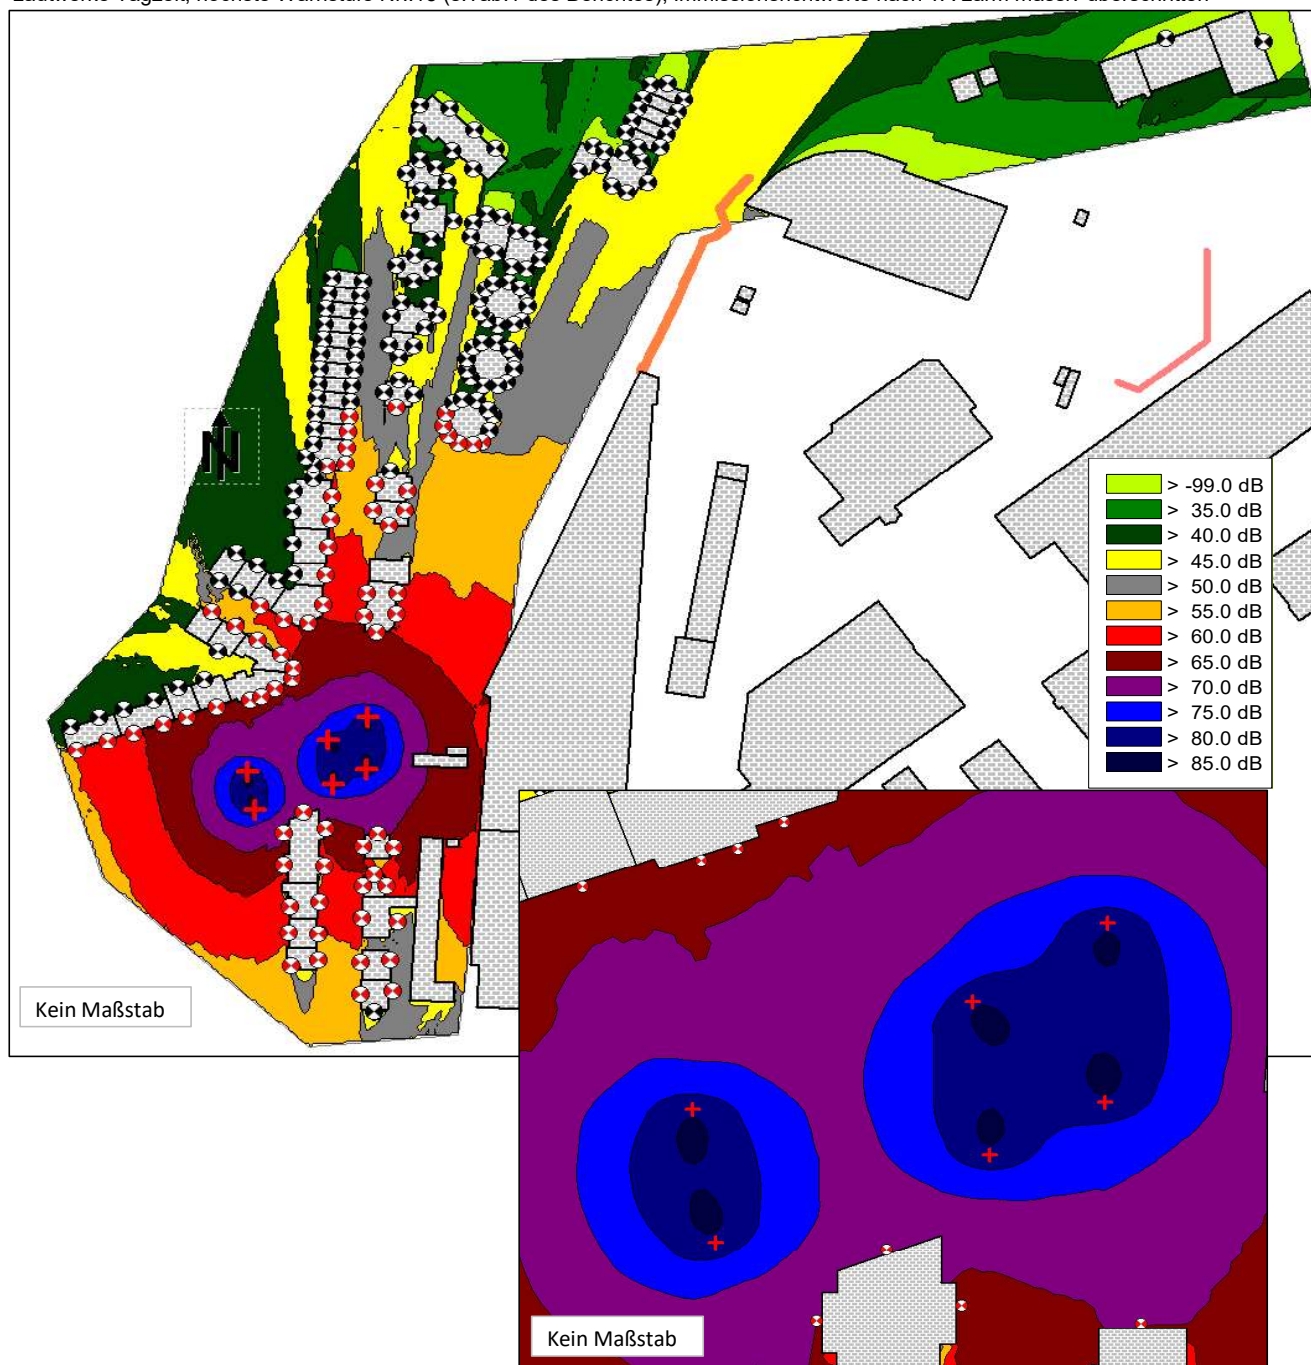 N
> -99.0 dB
> 35.0 dB
> 40.0 dB
> 45.0 dB
> 50.0 dB
> 55.0 dB
> 60.0 dB
> 65.0 dB
> 70.0 dB
> 75.0 dB
> 80.0 dB
> 85.0 dB
Kein Maßstab
Kein Maßstab